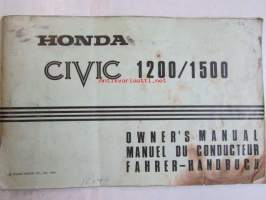 HONDA
CIVIC 1200/1500
OWNER'S MANUAL
MANUEL DU CONDUCTEUR
FAHRER-HANDBUCH